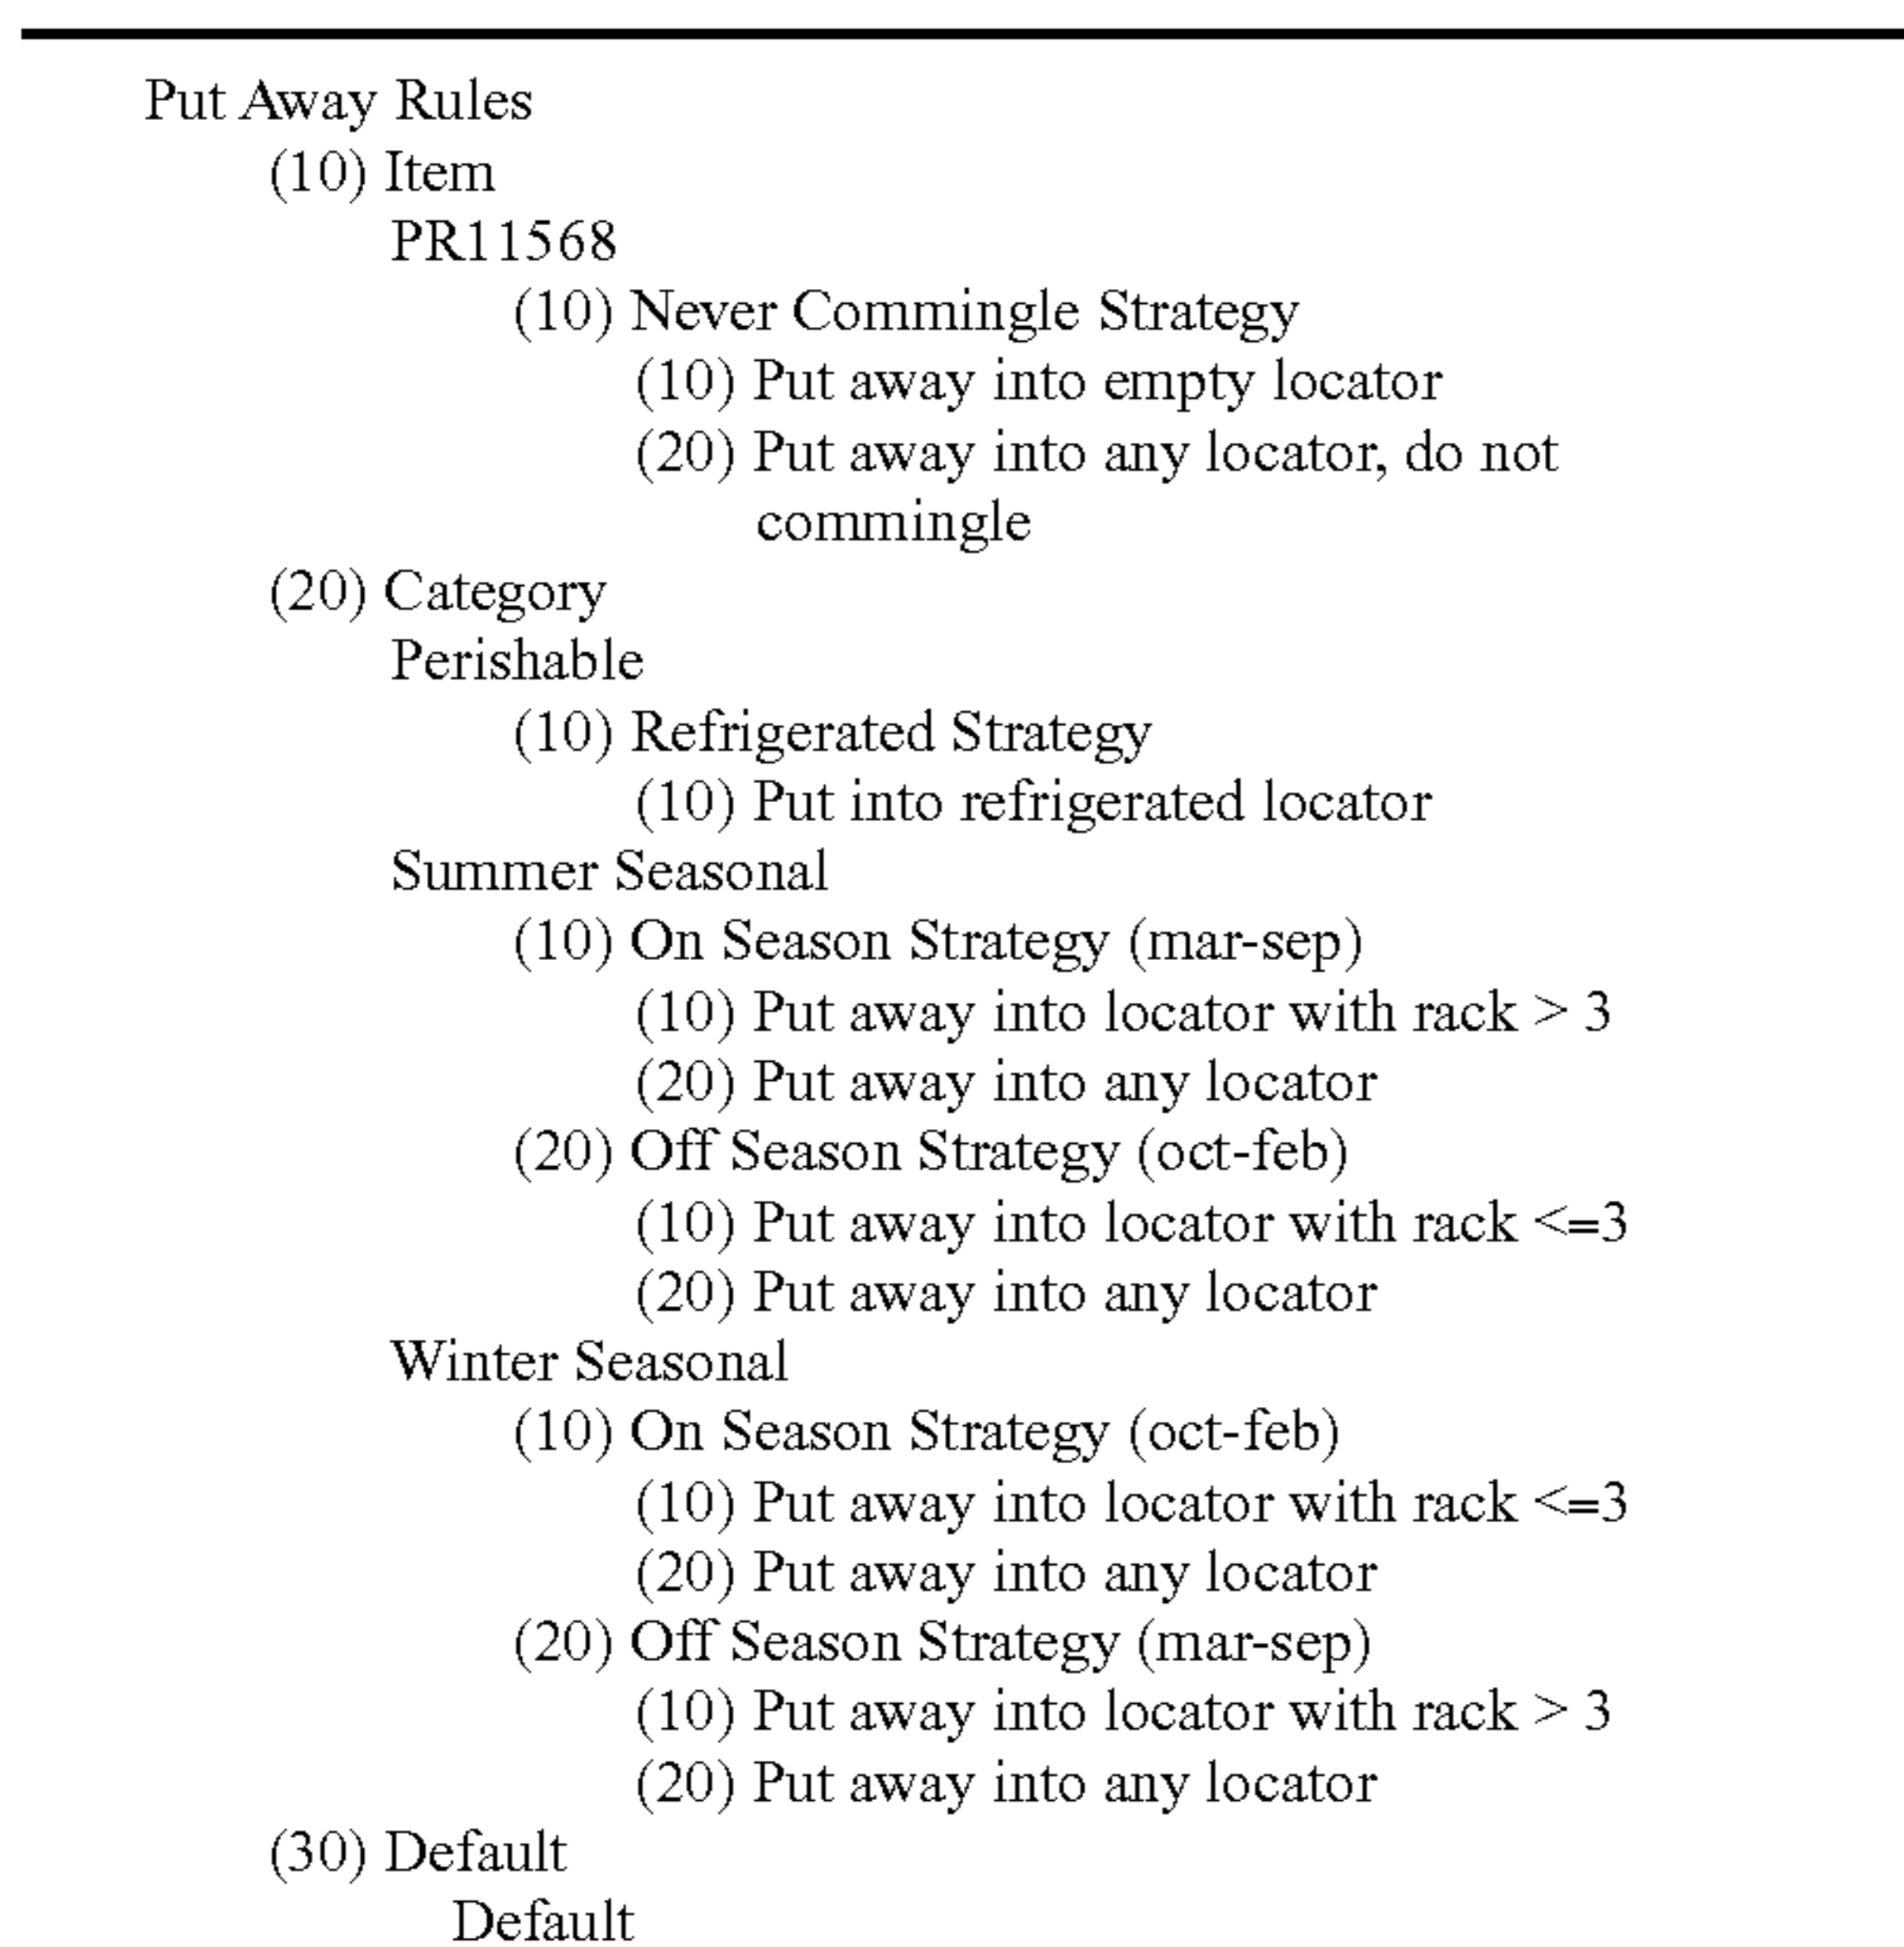 Put Away Rules
(10) Item
PR11568
(10) Never Commingle Strategy
(10) Put away into empty locator
(20) Put away into any locator, do not
commingle
(20) Category
Perishable
(10) Refrigerated Strategy
(10) Put into refrigerated locator
Summer Seasonal
(10) On Season Strategy (mar-sep)
(10) Put away into locator with rack > 3
(20) Put away into any locator
(20) Off Season Strategy (oct-feb)
(10) Put away into locator with rack <=3
(20) Put away into any locator
Winter Seasonal
(10) On Season Strategy (oct-feb)
(10) Put away into locator with rack <=3
(20) Put away into any locator
(20) Off Season Strategy (mar-sep)
(10) Put away into locator with rack > 3
(20) Put away into any locator
(30) Default
Default